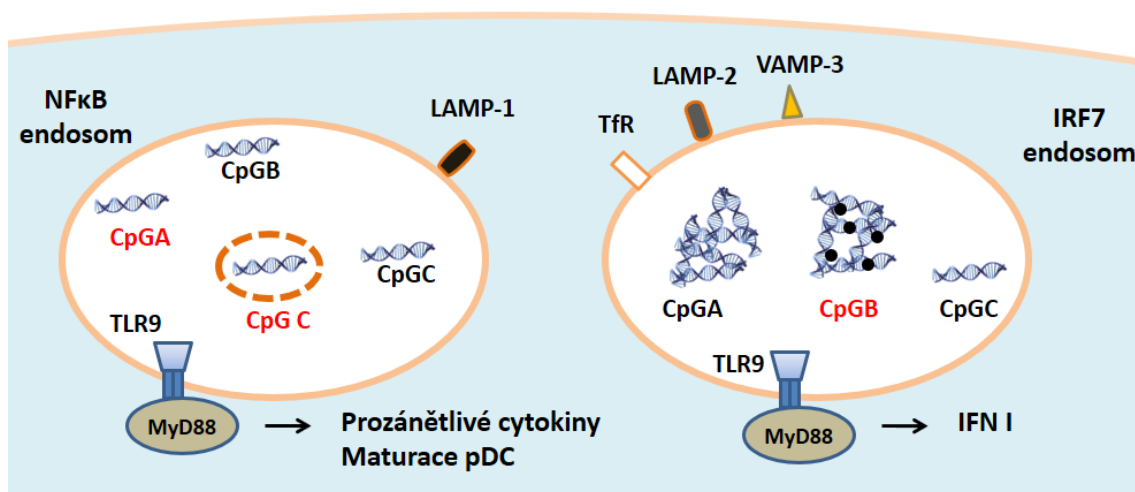 NFκB
endosom
LAMP-1
CpGB
CpGA
CpGC
CpG C
TLR9
MyD88
Prozánětlivé cytokiny
Maturace pDC
LAMP-2
VAMP-3
TfR
IRF7
endosom
CpGA
CpGB
CpGC
TLR9
MyD88
IFN I